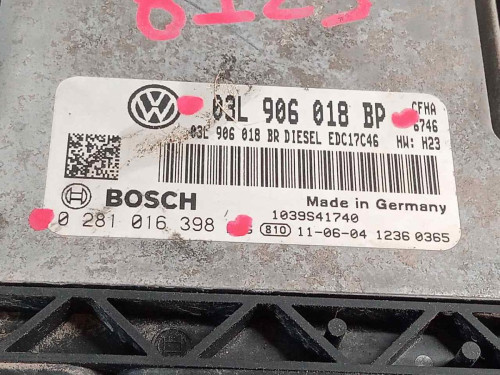 03L 906 018 BP
CFHA
6746
03L 906 018 BR DIESEL EDC17C46 HW: H23
BOSCH
Made in Germany
1039S41740
0 281 016 398
810 11-06-04 1236 0365